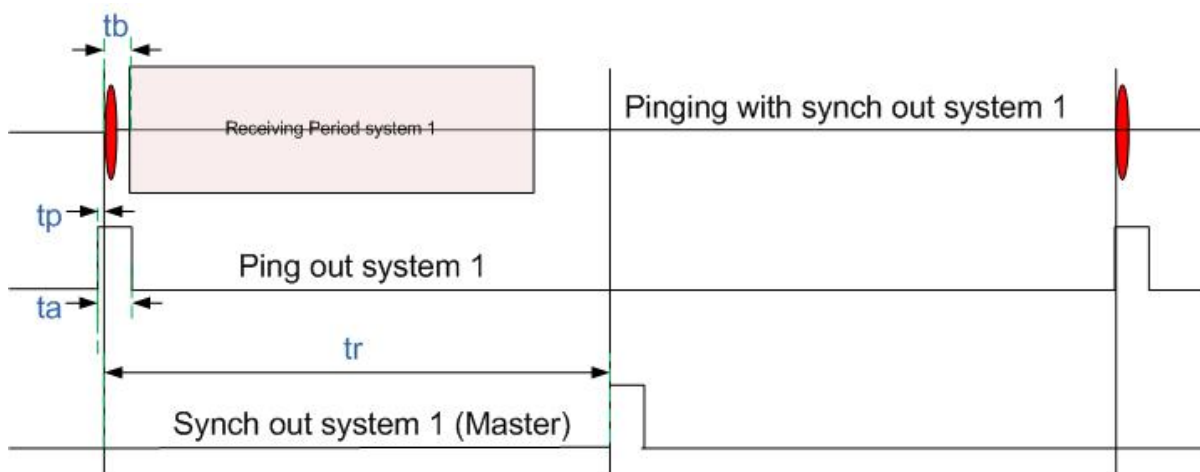 tb
Receiving Period system 1
Pinging with synch out system 1
tp
Ping out system 1
ta
tr
Synch out system 1 (Master)